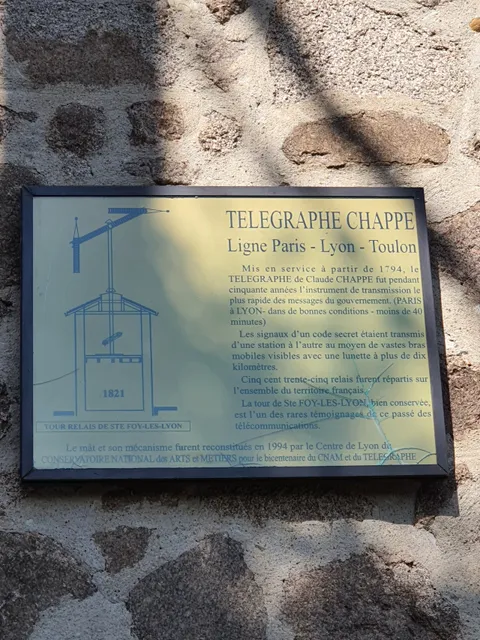 TELEGRAPHE CHAPPE
Ligne Paris - Lyon - Toulon
Mis en service à partir de 1794, le
TELEGRAPHE de Claude CHAPPE fut pendant
cinquante années l'instrument de transmission le
plus rapide des messages du gouvernement. (PARIS
à LYON- dans de bonnes conditions - moins de 40
minutes)
Les signaux d'un code secret étaient transmis
d'une station à l'autre au moyen de vastes bras
mobiles visibles avec une lunette à plus de dix
kilomètres.
Cinq cent trente-cinq relais furent répartis sur
l'ensemble du territoire français.
La tour de Ste FOY-LES-LYON, bien conservée,
est l'un des rares témoignages de ce passé des
télécommunications.
1821
TOUR RELAIS DE STE FOY-LES-LYON
Le mât et son mécanisme furent reconstitués en 1994 par le Centre de Lyon du
CONSERVATOIRE NATIONAL des ARTS et METIERS pour le bicentenaire du CNAM et du TELEGRAPHE